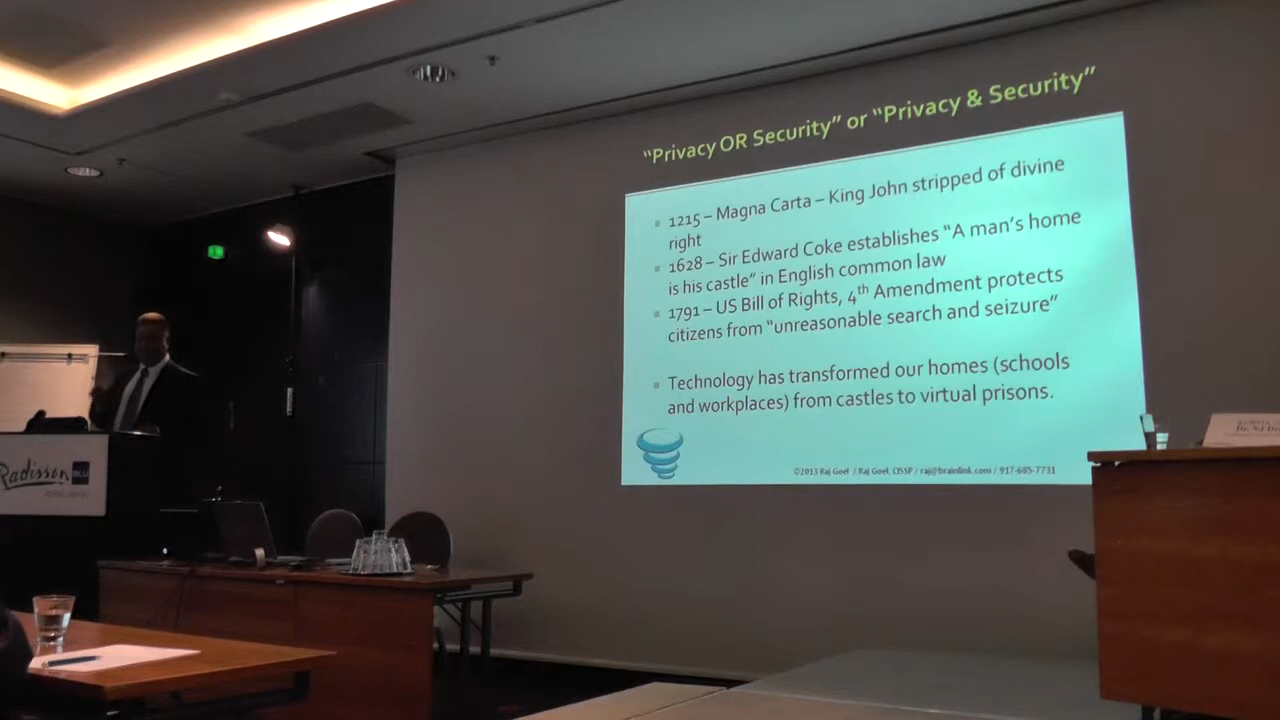 "Privacy OR Security" or "Privacy & Security"
1215 – Magna Carta – King John stripped of divine
right
1628 – Sir Edward Coke establishes "A man's home
is his castle" in English common law
1791 – US Bill of Rights, 4th Amendment protects
citizens from "unreasonable search and seizure"
Technology has transformed our homes (schools
and workplaces) from castles to virtual prisons.
©2013 Raj Goel / Raj Goel, CISSP / raj@brainlink.com / 917-685-7731
Radisson BLU